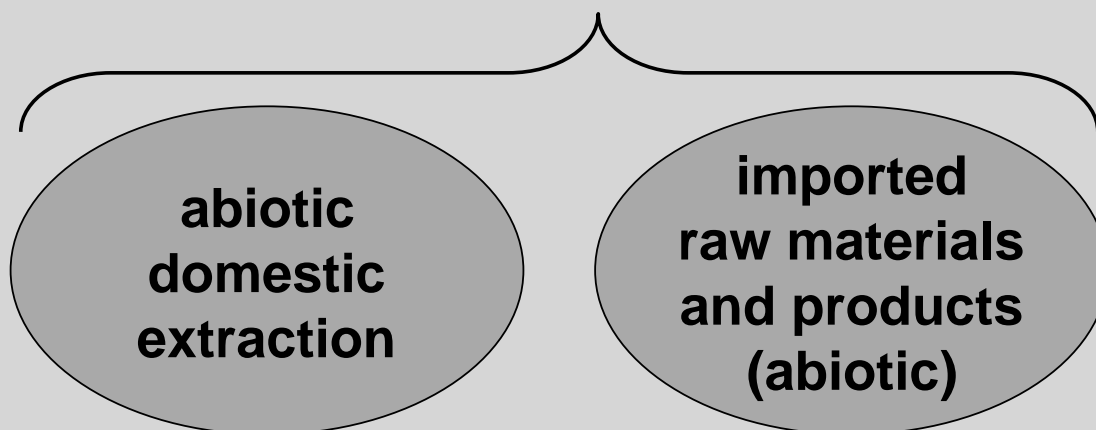 abiotic
domestic
extraction
imported
raw materials
and products
(abiotic)